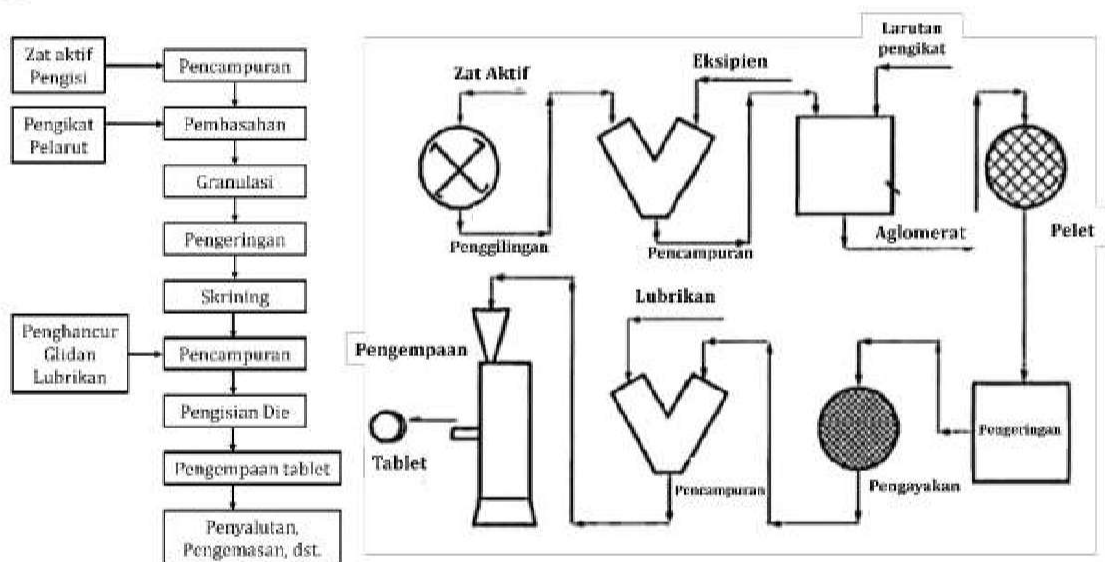 Zat aktif
Pengisi
Pencampuran
Pengikat
Pelarut
Pembasahan
Granulasi
Pengeringan
Skrining
Penghancur
Glidan
Lubrikan
Pencampuran
Pengisian Die
Pengempaan tablet
Penyalutan,
Pengemasan, dst.
Larutan
pengikat
Zat Aktif
Eksipien
Penggilingan
Pencampuran
Aglomerat
Pelet
Lubrikan
Pengempaan
Tablet
Pencampuran
Pengayakan
Pengeringan